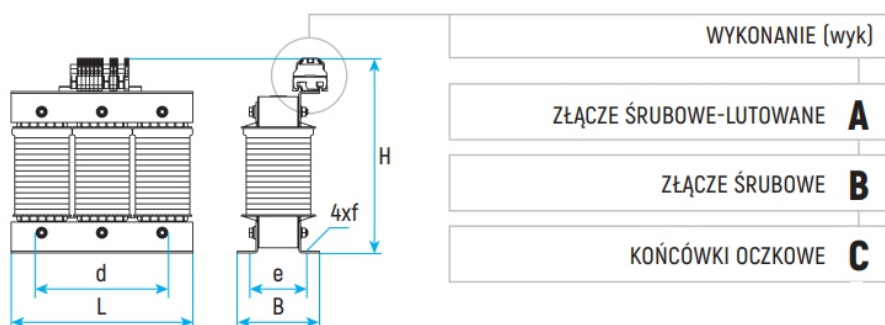 WYKONANIE (wyk)
ZŁĄCZE ŚRUBOWE-LUTOWANE A
ZŁĄCZE ŚRUBOWE B
KOŃCÓWKI OCZKOWE C
H
4xf
d
e
L
B